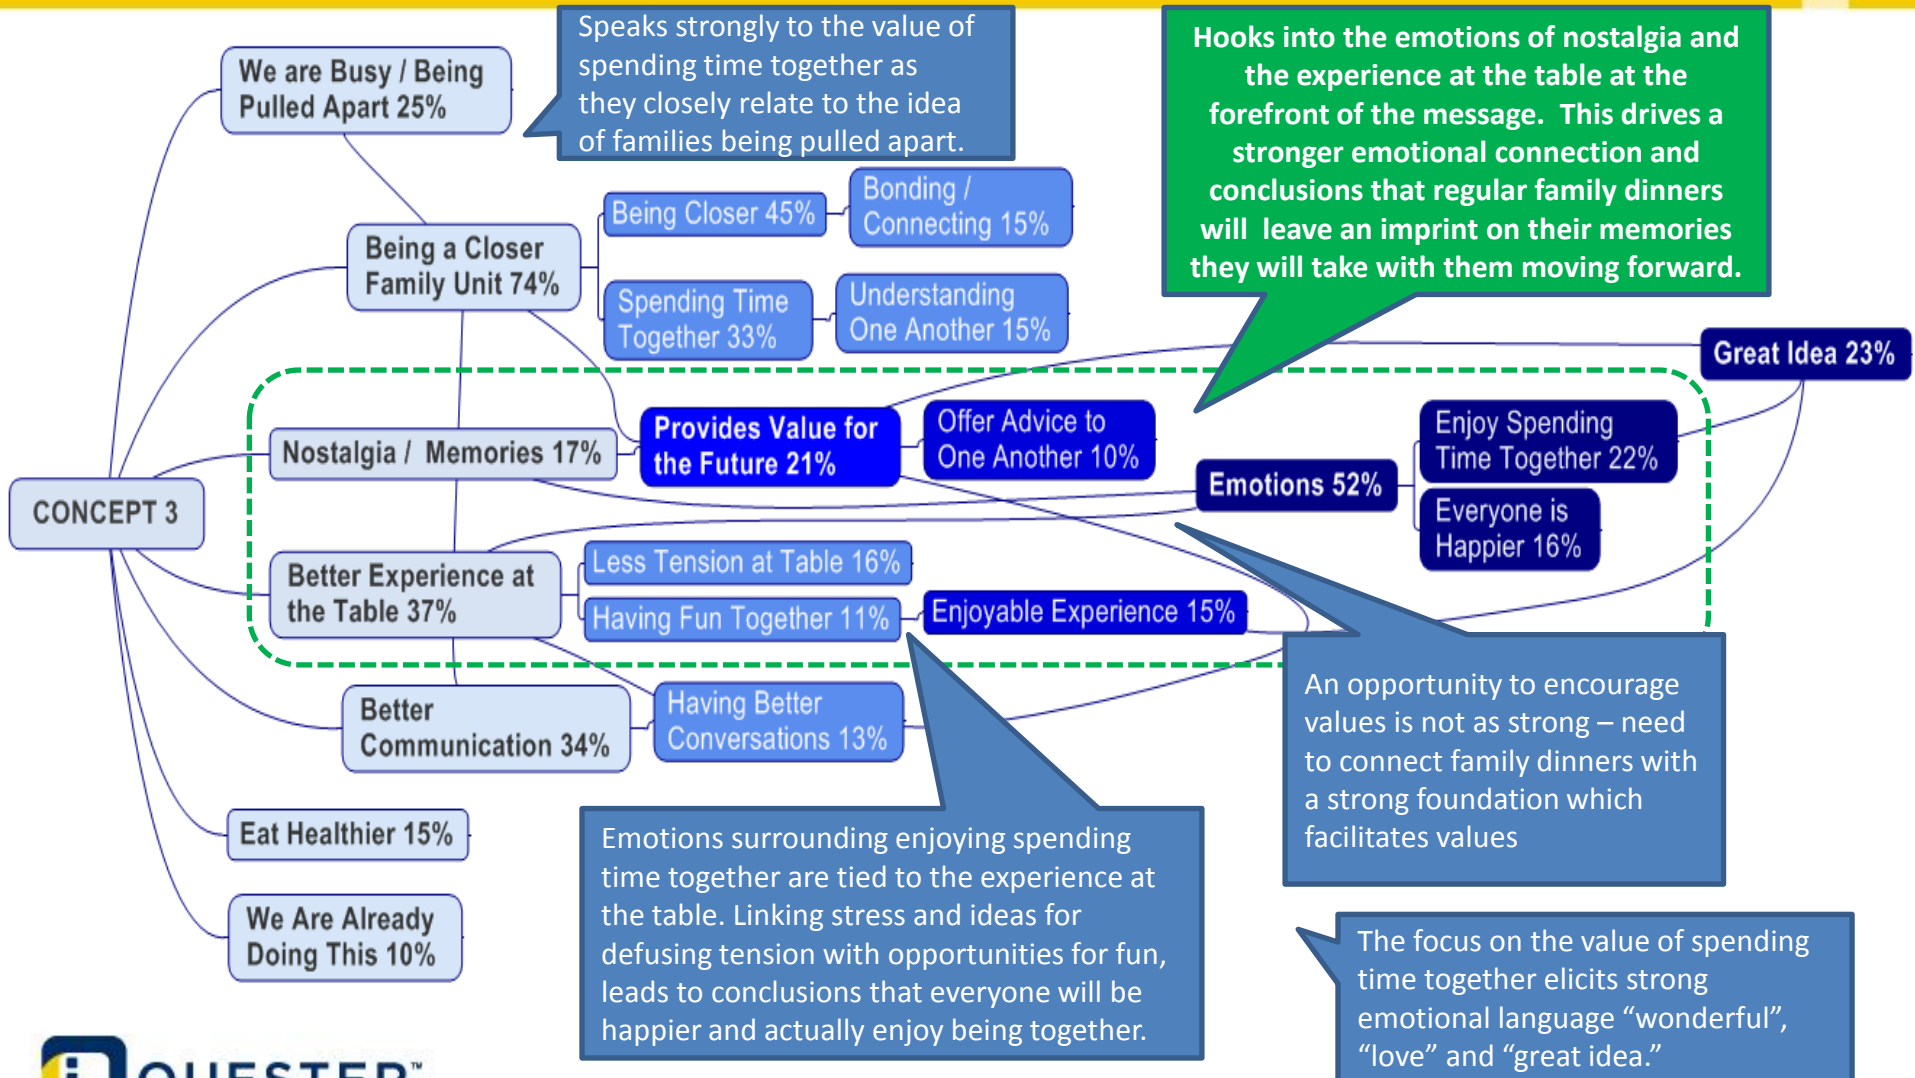 Speaks strongly to the value of
spending time together as
they closely relate to the idea
of families being pulled apart.
Hooks into the emotions of nostalgia and
the experience at the table at the
forefront of the message.  This drives a
stronger emotional connection and
conclusions that regular family dinners
will  leave an imprint on their memories
they will take with them moving forward.
We are Busy / Being
Pulled Apart 25%
Being a Closer
Family Unit 74%
Being Closer 45%
Bonding /
Connecting 15%
Spending Time
Together 33%
Understanding
One Another 15%
Great Idea 23%
Nostalgia /  Memories 17%
Provides Value for
the Future 21%
Offer Advice to
One Another 10%
Emotions 52%
Enjoy Spending
Time Together 22%
Everyone is
Happier 16%
CONCEPT 3
Better Experience at
the Table 37%
Less Tension at Table 16%
Having Fun Together 11%
Enjoyable Experience 15%
Better
Communication 34%
Having Better
Conversations 13%
An opportunity to encourage
values is not as strong – need
to connect family dinners with
a strong foundation which
facilitates values
Eat Healthier 15%
We Are Already
Doing This 10%
Emotions surrounding enjoying spending
time together are tied to the experience at
the table. Linking stress and ideas for
defusing tension with opportunities for fun,
leads to conclusions that everyone will be
happier and actually enjoy being together.
The focus on the value of spending
time together elicits strong
emotional language “wonderful”,
“love” and “great idea.”
QUESTER™